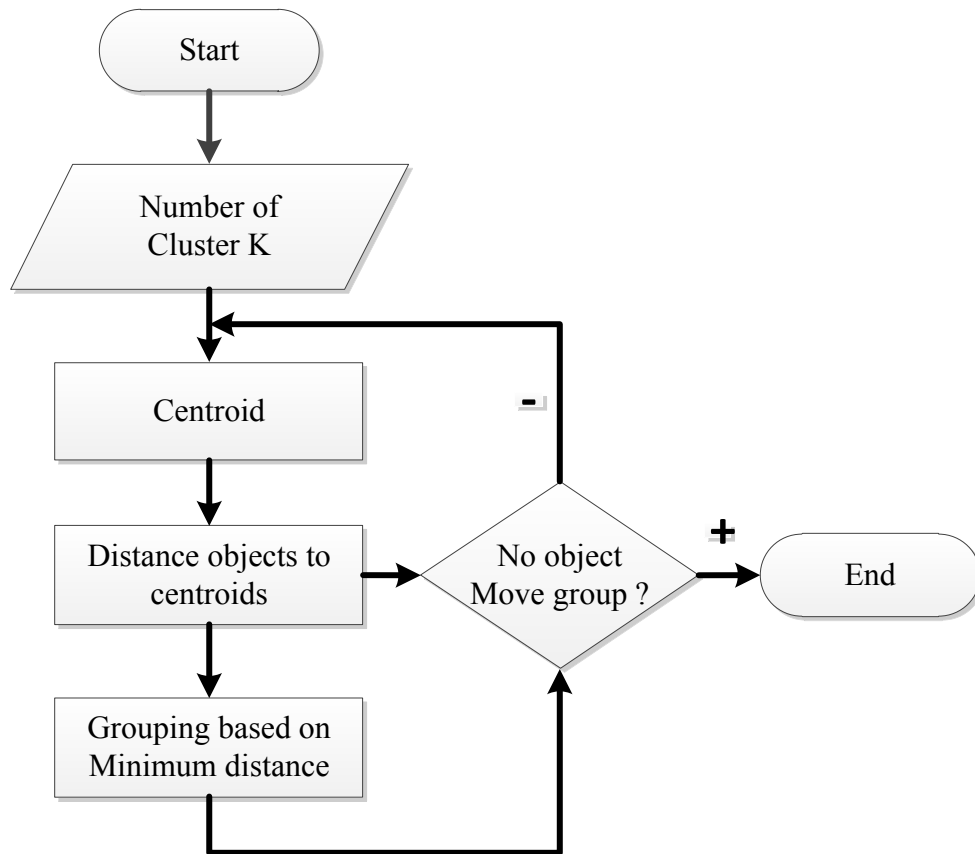 Start
Number of
Cluster K
Centroid
-
Distance objects to
centroids
No object
Move group ?
+
End
Grouping based on
Minimum distance